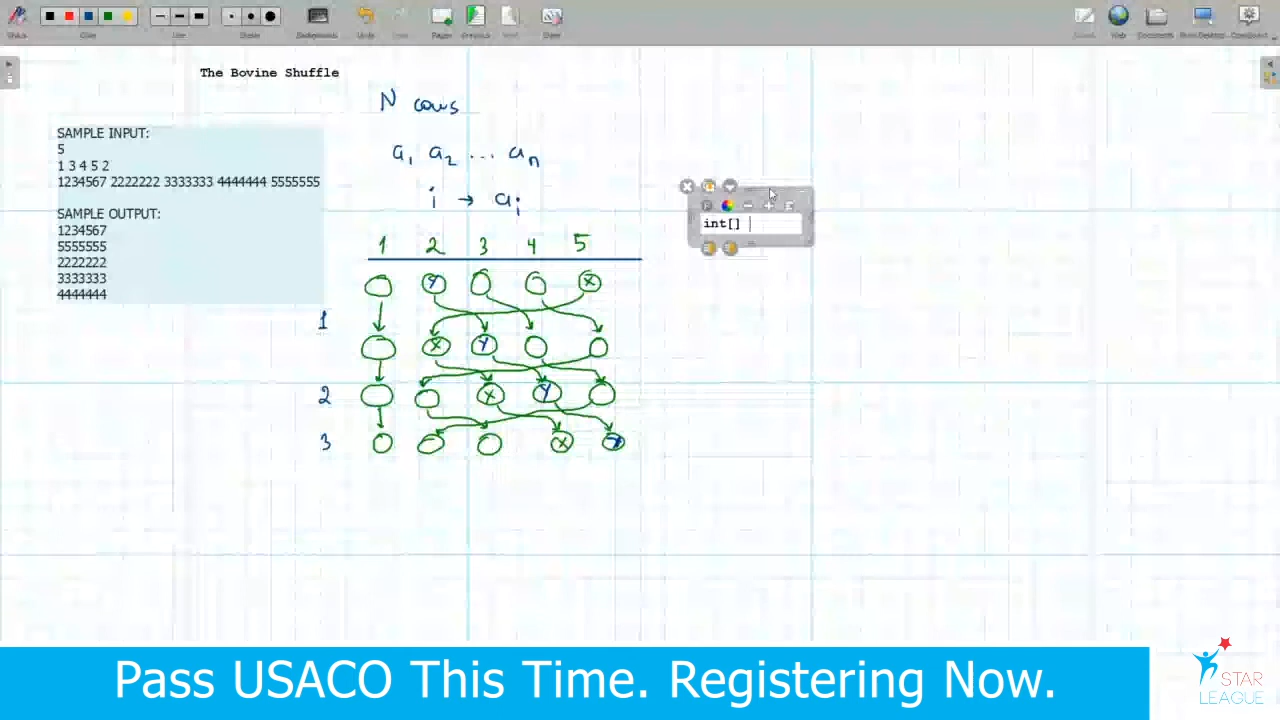 The Bovine Shuffle
N cows
SAMPLE INPUT:
5
1 3 4 5 2
1234567 2222222 3333333 4444444 5555555
SAMPLE OUTPUT:
1234567
5555555
2222222
3333333
4444444
a1 a2 ... an
i → ai
int[]
1 2 3 4 5
Y X
1
X Y
2
X Y
3
X Y
Pass USACO This Time. Registering Now.
STAR
LEAGUE